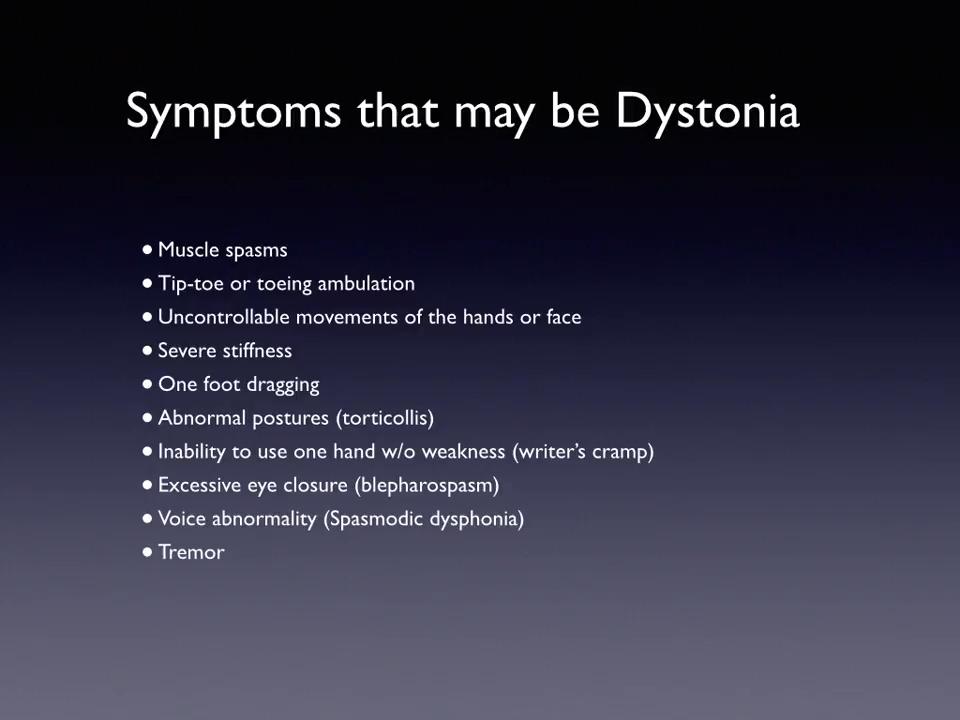 Symptoms that may be Dystonia
• Muscle spasms
• Tip-toe or toeing ambulation
• Uncontrollable movements of the hands or face
• Severe stiffness
• One foot dragging
• Abnormal postures (torticollis)
• Inability to use one hand w/o weakness (writer’s cramp)
• Excessive eye closure (blepharospasm)
• Voice abnormality (Spasmodic dysphonia)
• Tremor